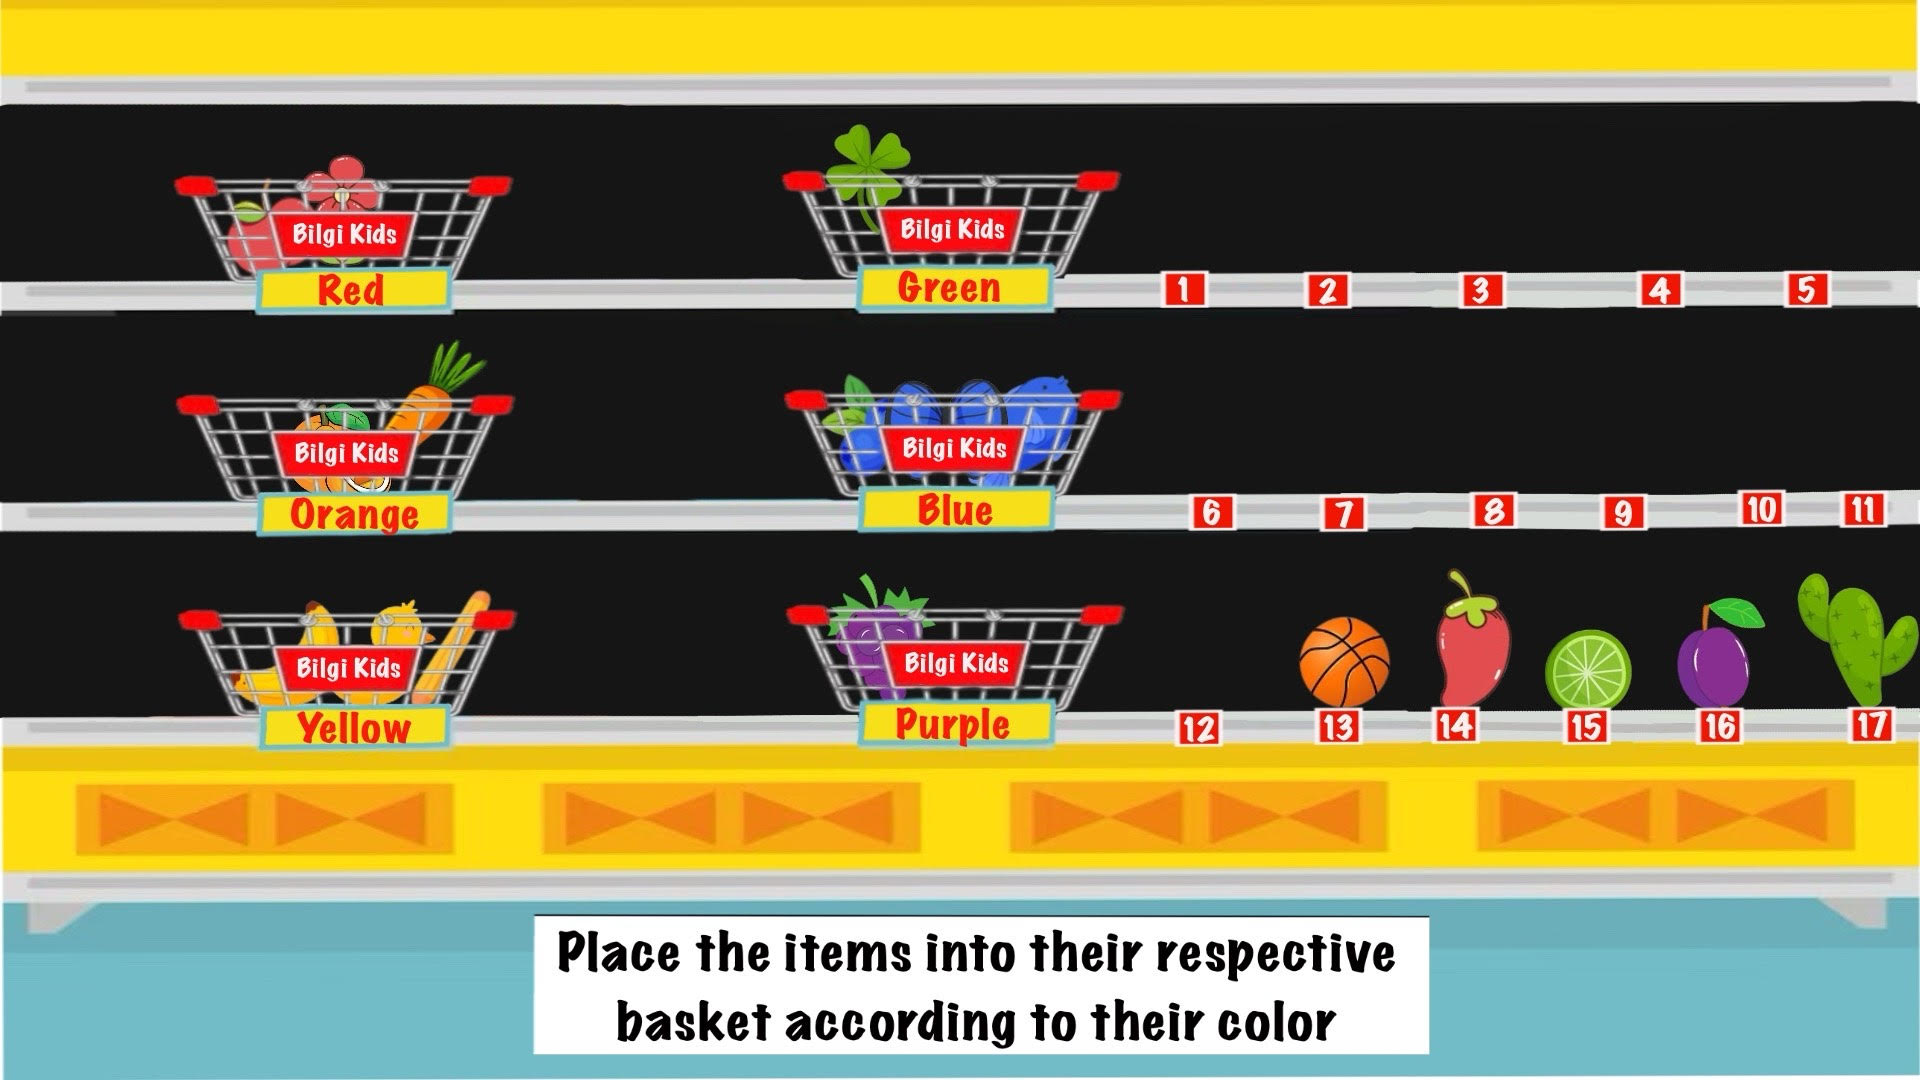 Bilgi Kids
Red
Bilgi Kids
Green
1
2
3
4
5
Bilgi Kids
Orange
Bilgi Kids
Blue
6
7
8
9
10
11
Bilgi Kids
Yellow
Bilgi Kids
Purple
12
13
14
15
16
17
Place the items into their respective
basket according to their color